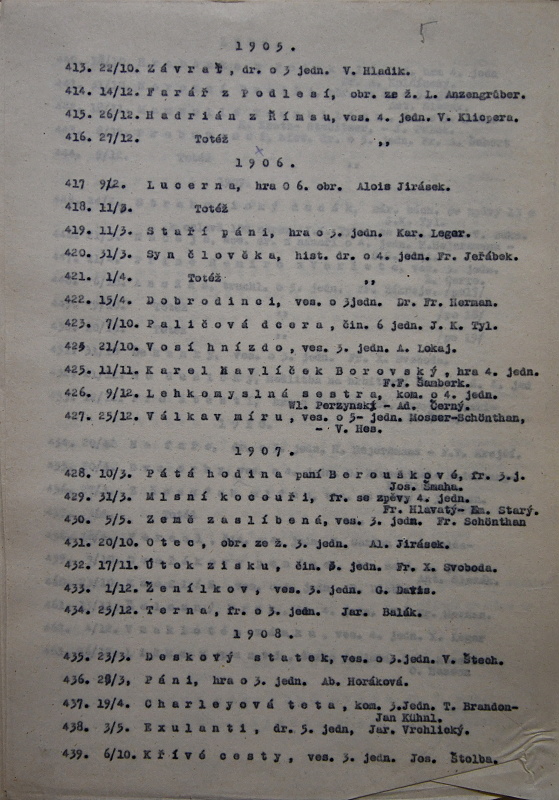 5
1905.
413. 22/10. Závrať, dr. o 3 jedn. V. Hladík.
414. 14/12. Farář z Podlesí, obr. ze ž. L. Anzengrüber.
415. 26/12. Hadrián z Římsu, ves. 4. jedn. V. Klicpera.
416. 27/12. Totéž ,,
1906.
417 9/2. Lucerna, hra o 6. obr. Alois Jirásek.
418. 11/3. Totéž
419. 11/3. Staří páni, hra o 3. jedn. Kar. Leger.
420. 31/3. Syn člověka, hist. dr. o 4. jedn. Fr. Jeřábek.
421. 1/4. Totéž ,,
422. 15/4. Dobrodinci, ves. o 3jedn. Dr. Fr. Herman.
423. 7/10. Paličová dcera, čin. 6 jedn. J. K. Tyl.
424 21/10. Vosí hnízdo, ves. 3. jedn. A. Lokaj.
425. 11/11. Karel Havlíček Borovský, hra 4. jedn.
F.F. Šamberk.
426. 9/12. Lehkomyslná sestra, kom. o 4. jedn.
Wl. Perzynski - Ad. Černý.
427. 25/12. Válkav míru, ves. o 5- jedn. Mosser-Schönthan,
- V. Hes.
1907.
428. 10/3. Pátá hodina paní Berouškové, fr. 3.j.
Jos. Šmaha.
429. 31/3. Mlsní kocouři, fr. se zpěvy 4. jedn.
Fr. Hlavatý- Em. Starý.
430. 5/5. Země zaslíbená, ves. 3. jedn. Fr. Schönthan
431. 20/10. Otec, obr. ze ž. 3. jedn. Al. Jirásek.
432. 17/11. Útok zisku, čin. 5. jedn. Fr. X. Svoboda.
433. 1/12. Ženílkov, ves. 3. jedn. G. Davis.
434. 25/12. Terna, fr. o 3. jedn. Jar. Balák.
1908.
435. 23/3. Deskový statek, ves. o 3.jedn. V. Štech.
436. 29/3, Páni, hra o 3. jedn. Ab. Horáková.
437. 19/4. Charleyová teta, kom. 3.Jedn. T. Brandon-
Jan Kühnl.
438. 3/5. Exulanti, dr. 5. jedn, Jar. Vrchlický.
439. 6/10. Křivé cesty, ves. 3. jedn. Jos. Štolba.